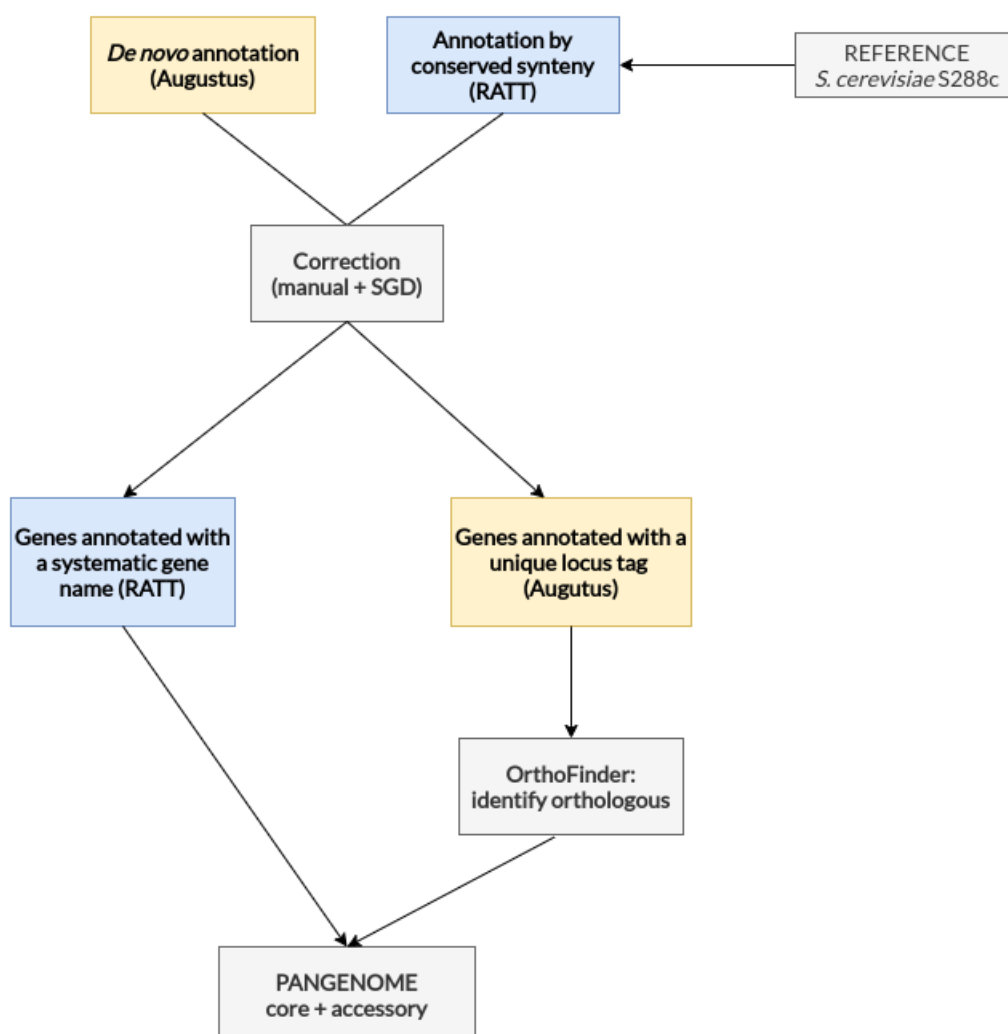 De novo annotation
(Augustus)
Annotation by
conserved synteny
(RATT)
REFERENCE
S. cerevisiae S288c
Correction
(manual + SGD)
Genes annotated with
a systematic gene
name (RATT)
Genes annotated with a
unique locus tag
(Augutus)
OrthoFinder:
identify orthologous
PANGENOME
core + accessory